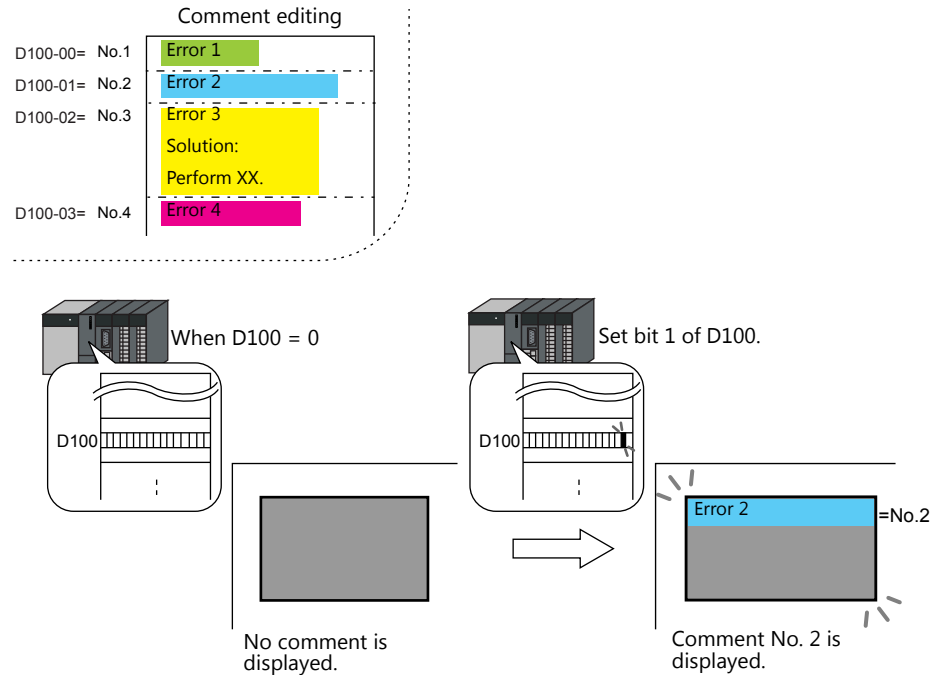 Comment editing
D100-00= No.1 Error 1
D100-01= No.2 Error 2
D100-02= No.3 Error 3
Solution:
Perform XX.
D100-03= No.4 Error 4
When D100 = 0
D100
No comment is
displayed.
Set bit 1 of D100.
D100
Error 2
=No.2
Comment No. 2 is
displayed.